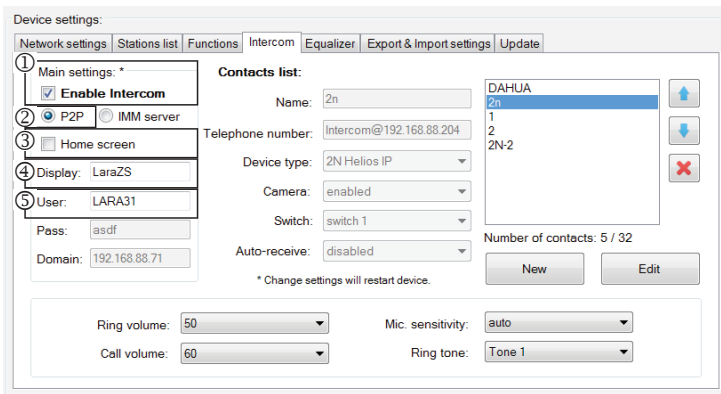 Device settings:
Network settings Stations list Functions Intercom Equalizer Export & Import settings Update
① Main settings: * Contacts list:
Enable Intercom
Name: 2n
② P2P IMM server
Telephone number: Intercom@192.168.88.204
③ Home screen
Device type: 2N Helios IP
④ Display: LaraZS
Camera: enabled
⑤ User: LARA31
Switch: switch 1
Pass: asdf
Auto-receive: disabled
Domain: 192.168.88.71
* Change settings will restart device.
DAHUA
2n
1
2
2N-2
Number of contacts: 5 / 32
New Edit
Ring volume: 50 Mic. sensitivity: auto
Call volume: 60 Ring tone: Tone 1